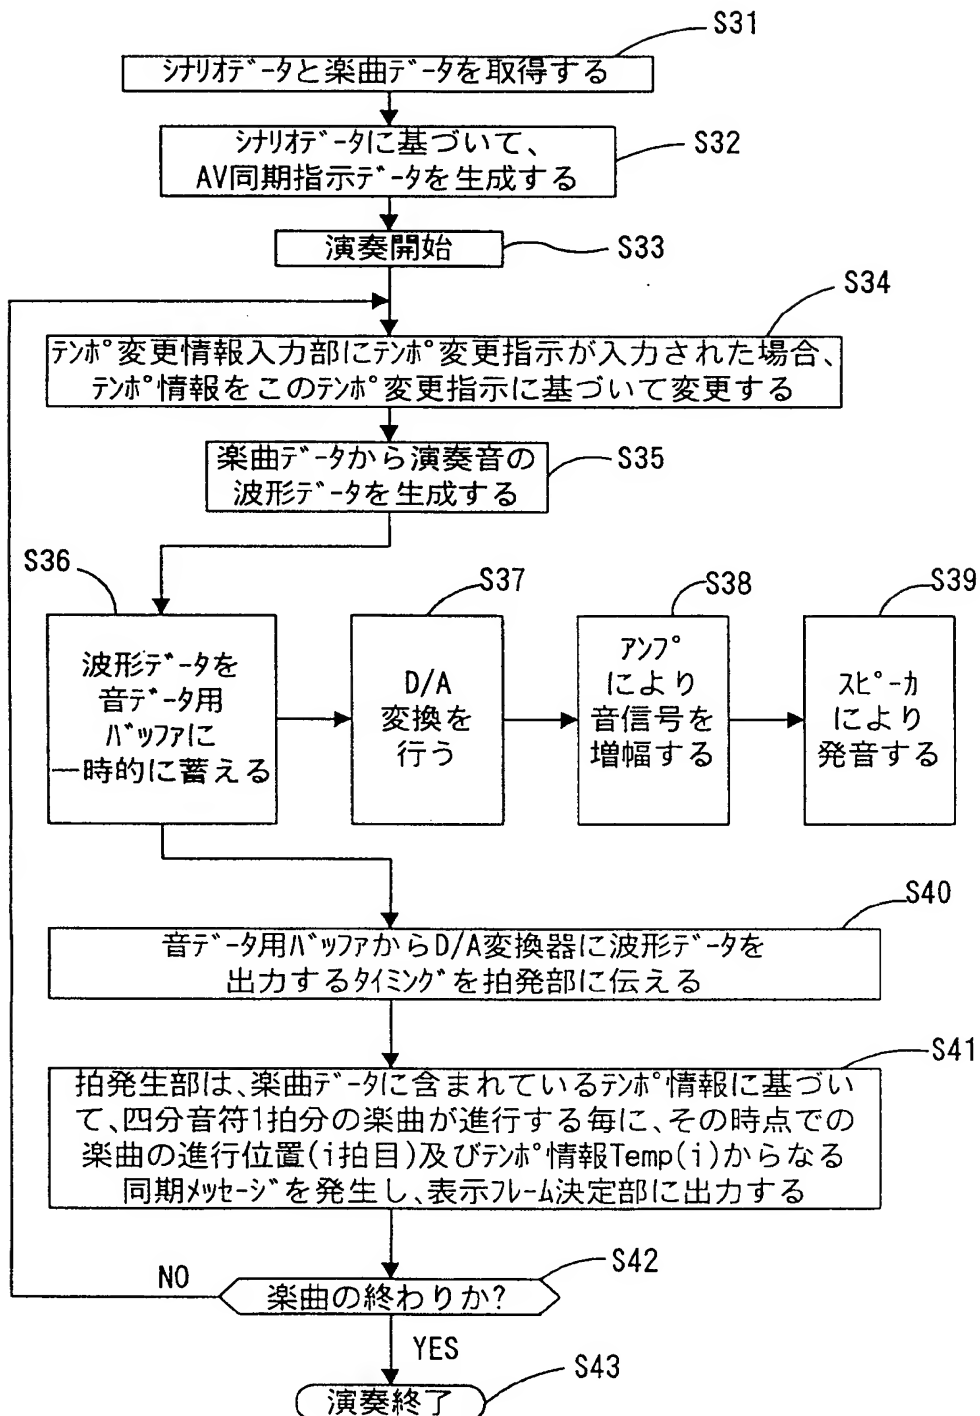 S31
シナリオデータと楽曲データを取得する
S32
シナリオデータに基づいて、
AV同期指示データを生成する
S33
演奏開始
S34
テンポ変更情報入力部にテンポ変更指示が入力された場合、
テンポ情報をこのテンポ変更指示に基づいて変更する
S35
楽曲データから演奏音の
波形データを生成する
S36
波形データを
音データ用
バッファに
一時的に蓄える
S37
D/A
変換を
行う
S38
アンプ
により
音信号を
増幅する
S39
スピーカ
により
発音する
S40
音データ用バッファからD/A変換器に波形データを
出力するタイミングを拍発部に伝える
S41
拍発生部は、楽曲データに含まれているテンポ情報に基づい
て、四分音符1拍分の楽曲が進行する毎に、その時点での
楽曲の進行位置(i拍目)及びテンポ情報Temp(i)からなる
同期メッセージを発生し、表示フレーム決定部に出力する
S42
NO
楽曲の終わりか?
YES
S43
演奏終了